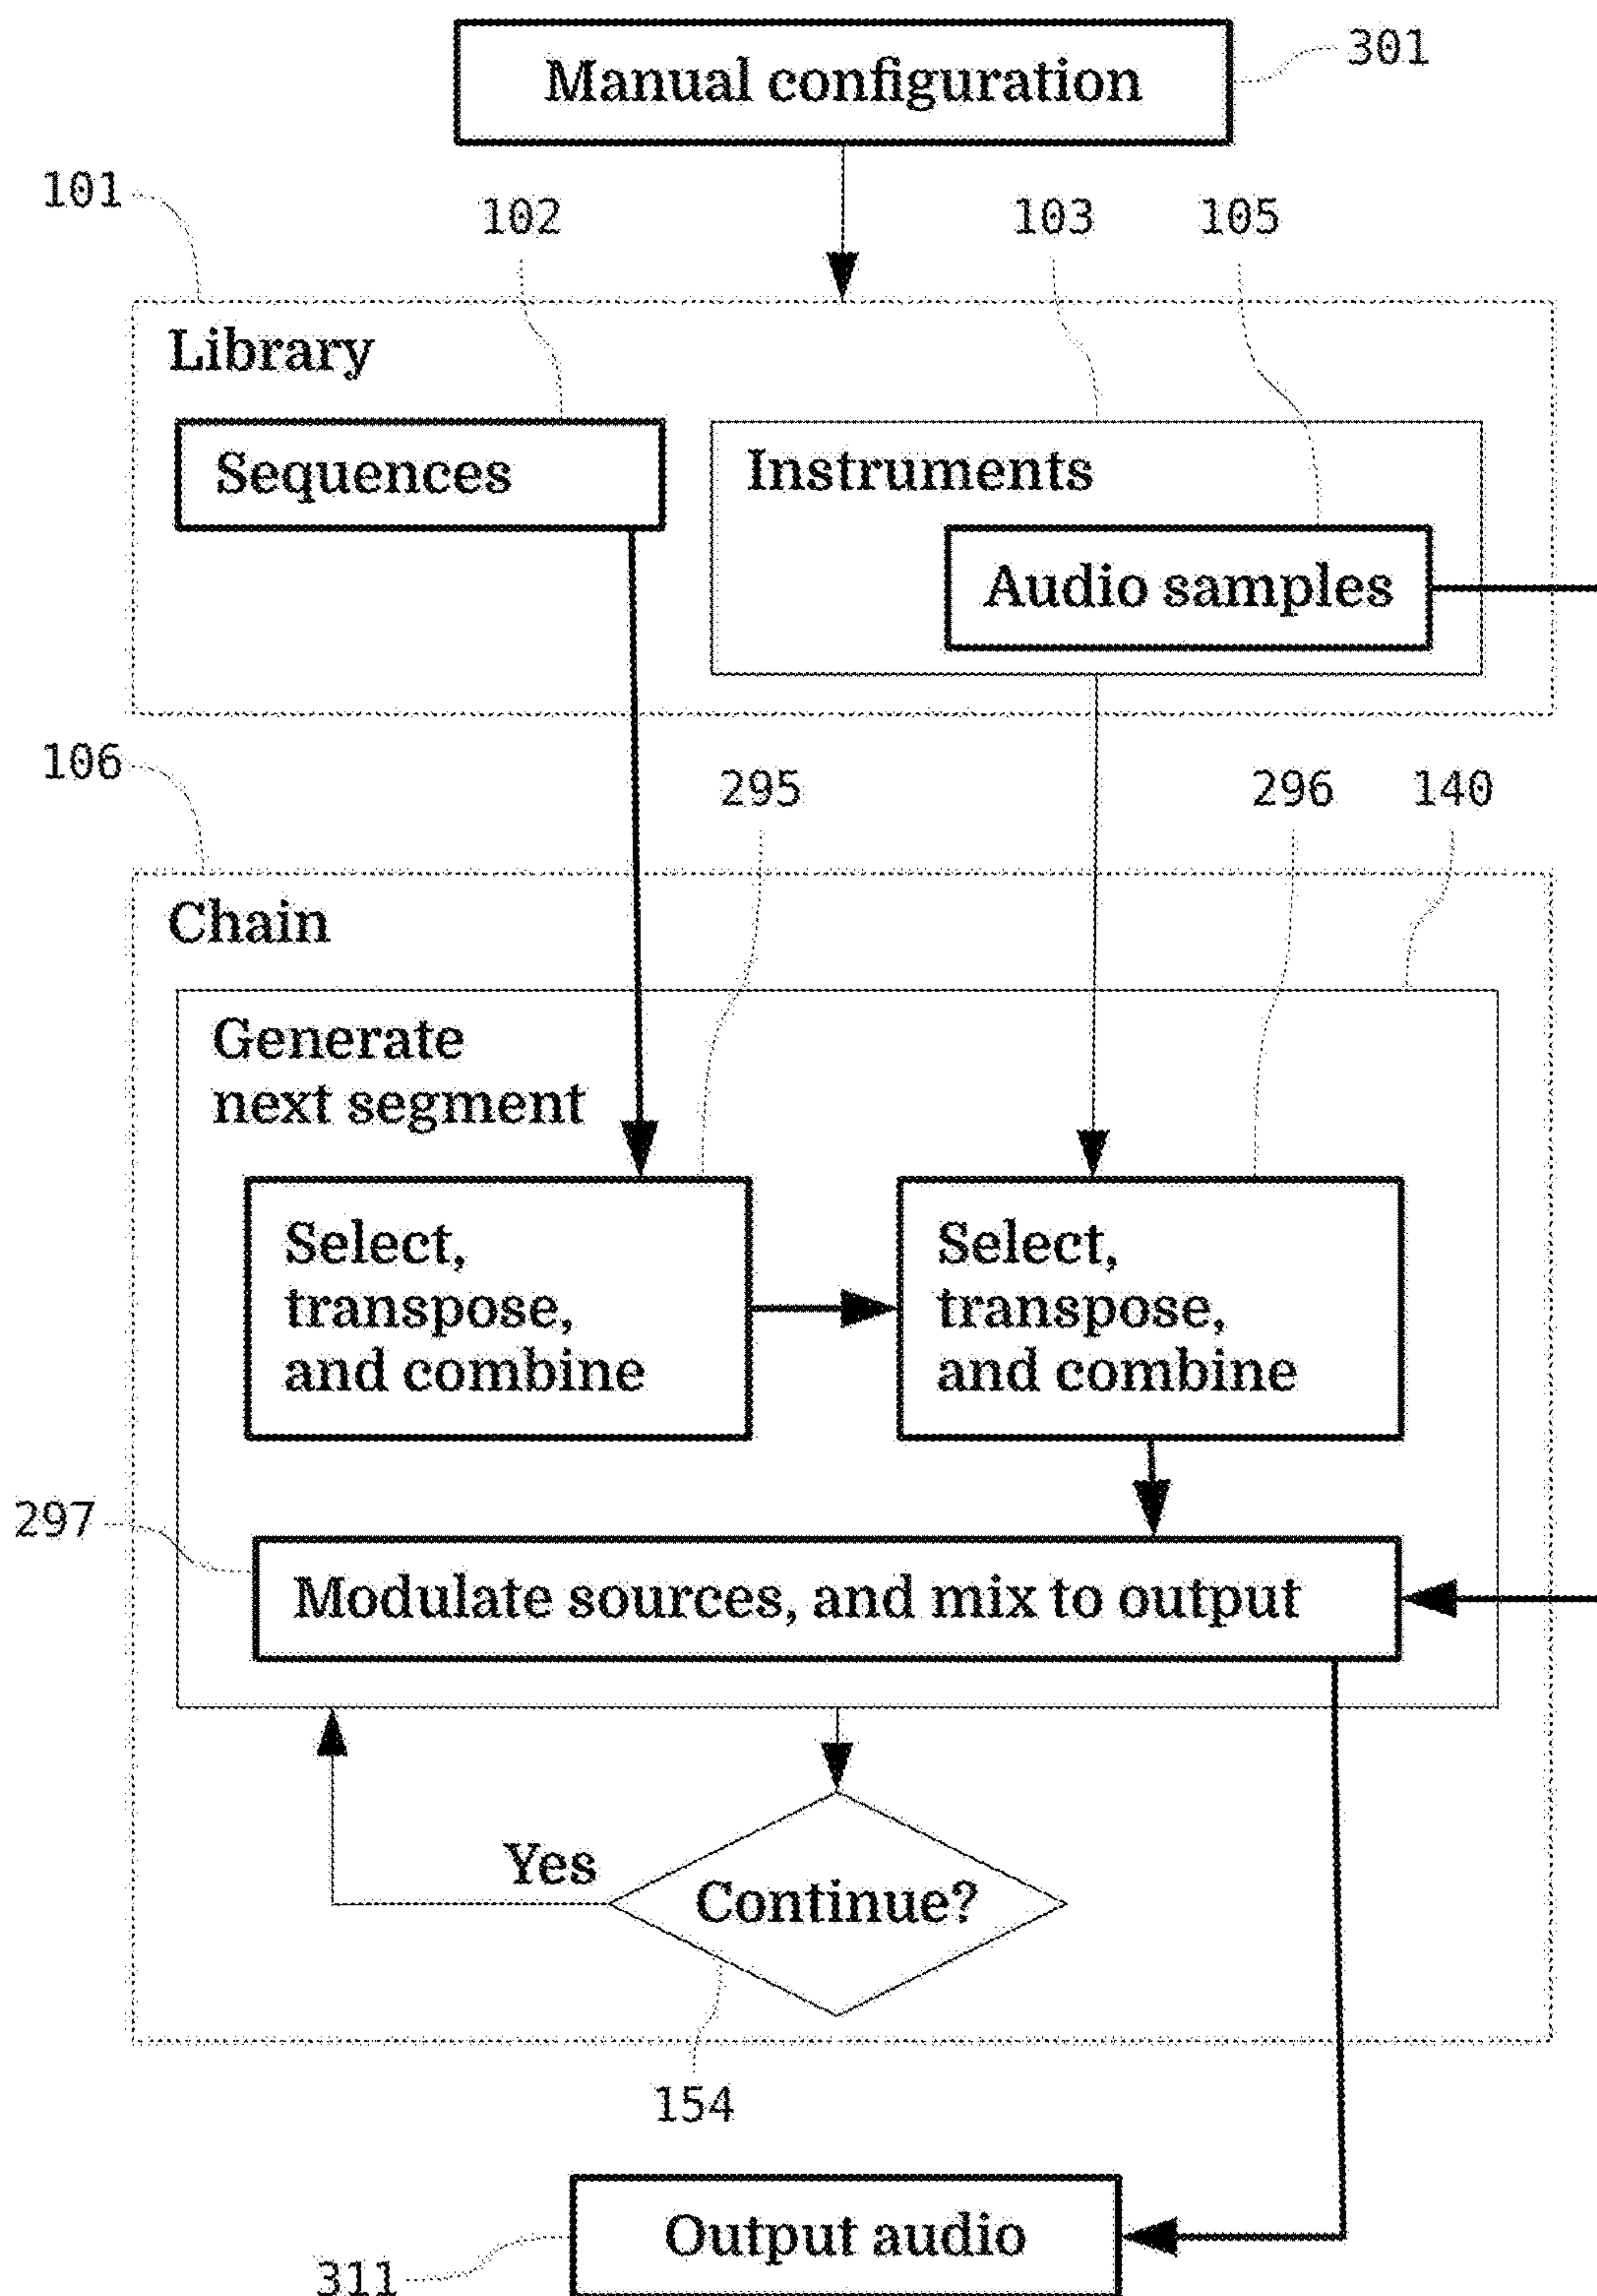 Manual configuration
301
101
102
103
105
Library
Sequences
Instruments
Audio samples
106
295
296
140
Chain
Generate
next segment
Select,
transpose,
and combine
Select,
transpose,
and combine
297
Modulate sources, and mix to output
Yes
Continue?
154
Output audio
311